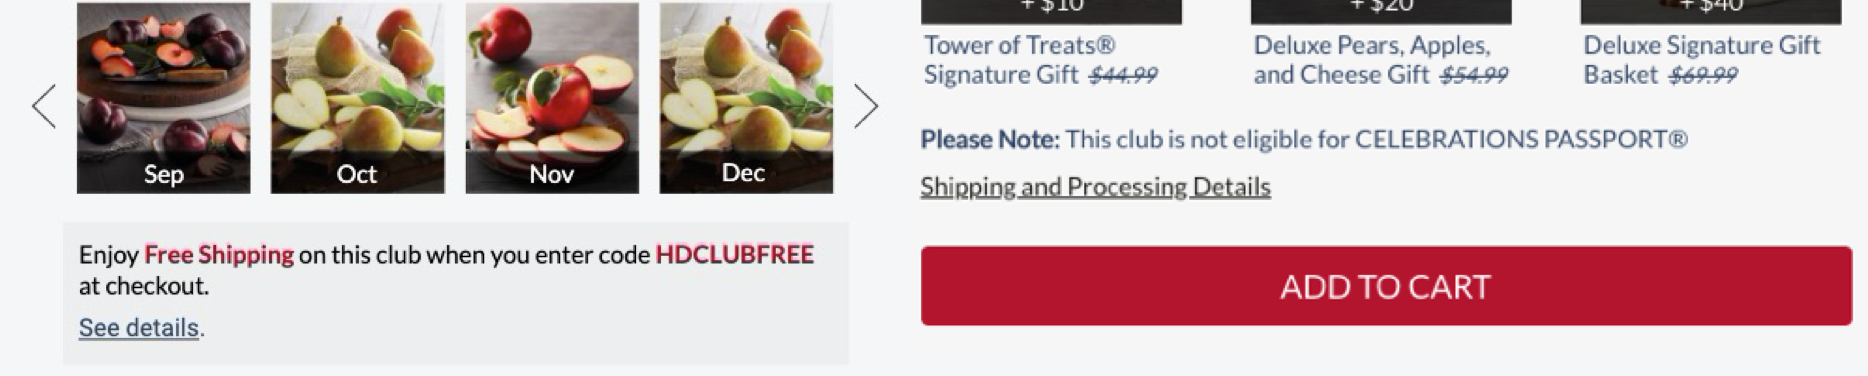 Sep
Oct
Nov
Dec
Enjoy Free Shipping on this club when you enter code HDCLUBFREE
at checkout.
See details.
+ $10
+ $20
+ $40
Tower of Treats®
Signature Gift $44.99
Deluxe Pears, Apples,
and Cheese Gift $54.99
Deluxe Signature Gift
Basket $69.99
Please Note: This club is not eligible for CELEBRATIONS PASSPORT®
Shipping and Processing Details
ADD TO CART